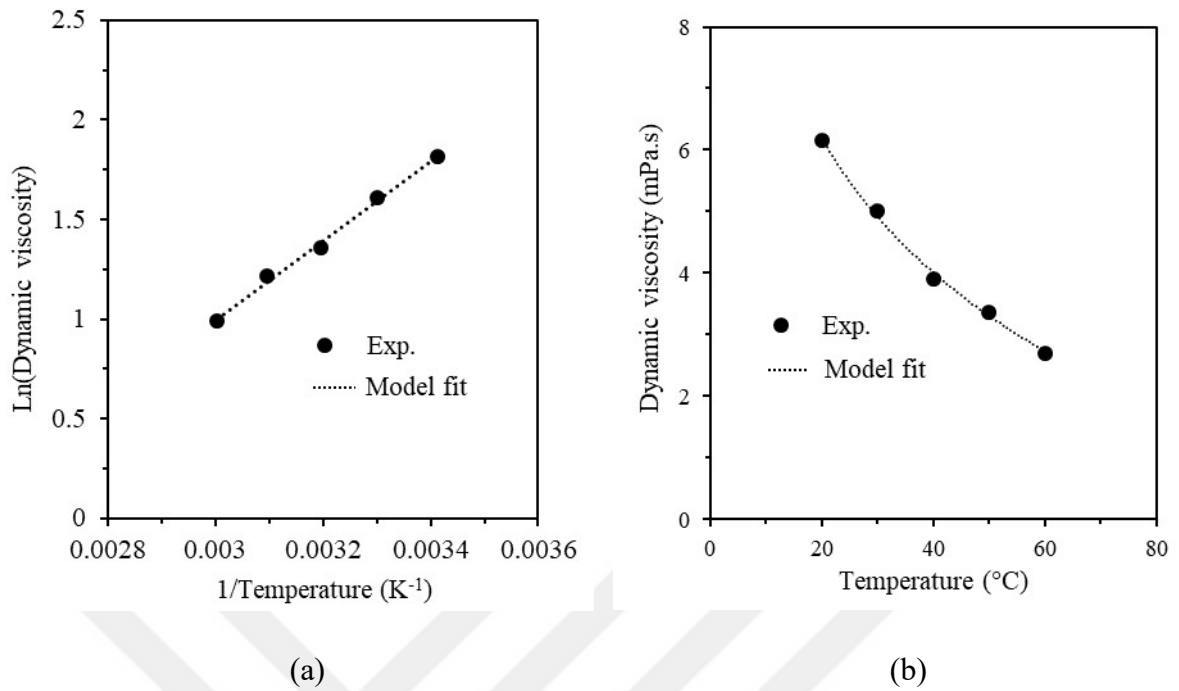 2.5
2
1.5
1
0.5
0
Ln(Dynamic viscosity)
Exp.
Model fit
0.0028 0.003 0.0032 0.0034 0.0036
1/Temperature (K⁻¹)
(a)
8
6
4
2
0
Dynamic viscosity (mPa.s)
Exp.
Model fit
0 20 40 60 80
Temperature (°C)
(b)